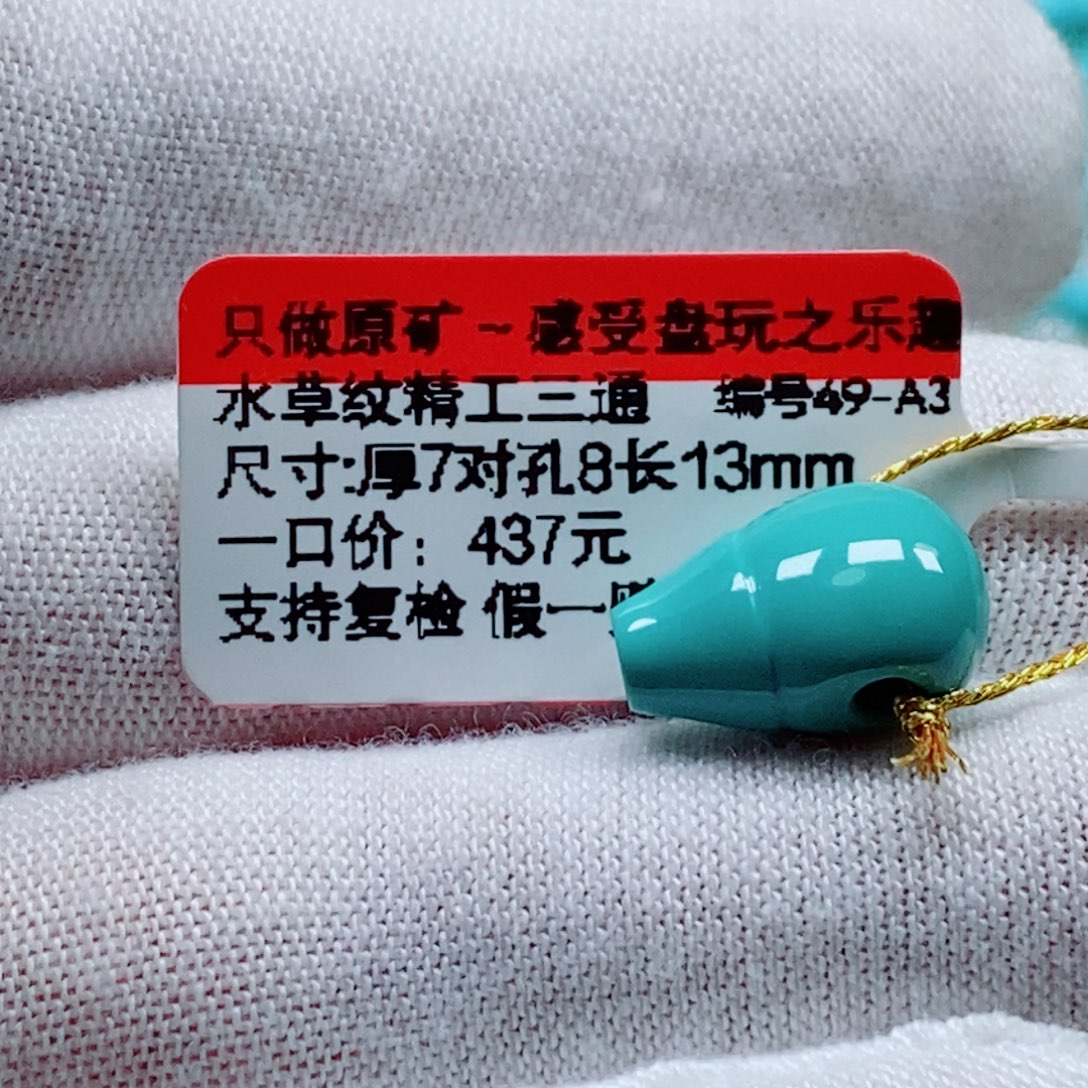 只做原矿~感受盘玩之乐趣
水草纹精工三通 编号49-A3
尺寸:厚7对孔8长13mm
一口价：437元
支持复检 假一